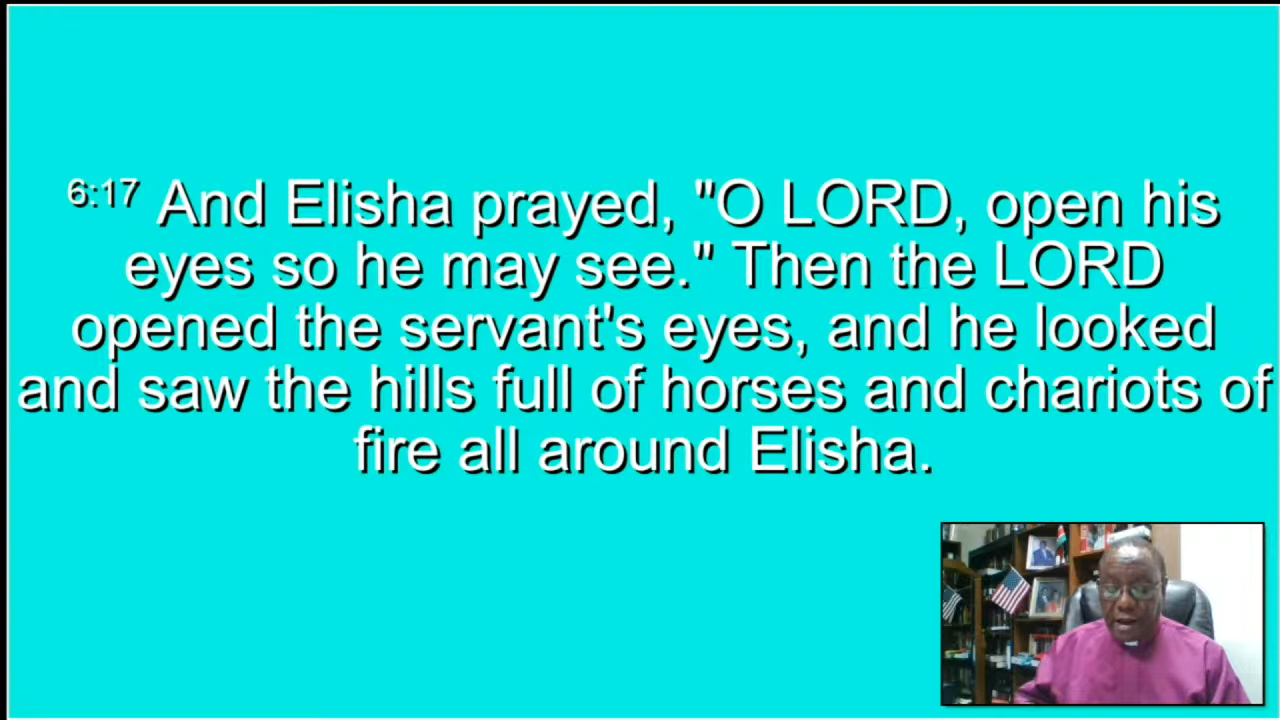 6:17 And Elisha prayed, "O LORD, open his
eyes so he may see." Then the LORD
opened the servant's eyes, and he looked
and saw the hills full of horses and chariots of
fire all around Elisha.